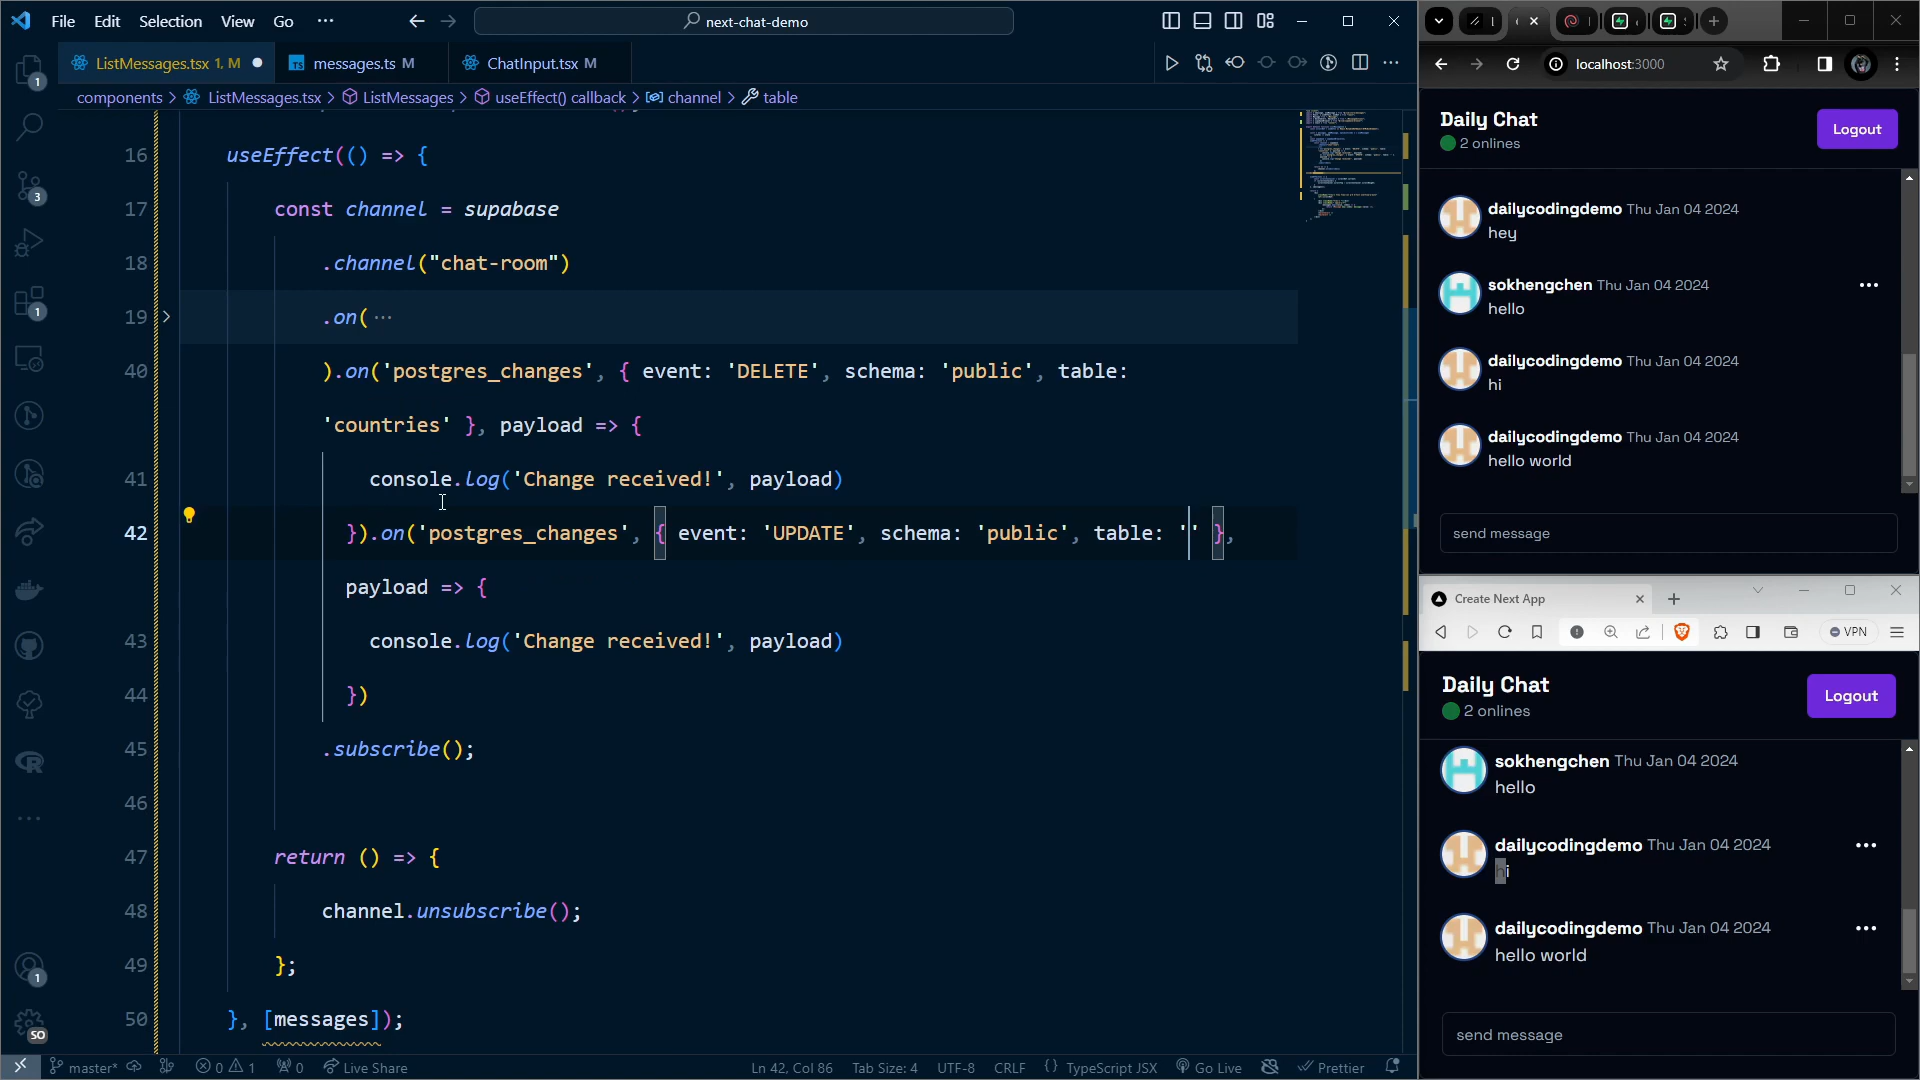 File Edit Selection View Go ··· next-chat-demo
ListMessages.tsx 1, M
messages.ts M
ChatInput.tsx M
components > ListMessages.tsx > ListMessages > useEffect() callback > channel > table
16 useEffect(() => {
17 const channel = supabase
18 .channel("chat-room")
19 .on( ···
40 ).on('postgres_changes', { event: 'DELETE', schema: 'public', table:
'countries' }, payload => {
41 console.log('Change received!', payload)
42 }).on('postgres_changes', { event: 'UPDATE', schema: 'public', table: '' },
payload => {
43 console.log('Change received!', payload)
44 })
45 .subscribe();
46
47 return () => {
48 channel.unsubscribe();
49 };
50 }, [messages]);
1
3
1
1
SO
master* 0 1 0 Live Share Ln 42, Col 86 Tab Size: 4 UTF-8 CRLF {} TypeScript JSX Go Live Prettier
localhost:3000
Daily Chat
2 onlines
Logout
dailycodingdemo Thu Jan 04 2024
hey
sokhengchen Thu Jan 04 2024
hello
dailycodingdemo Thu Jan 04 2024
hi
dailycodingdemo Thu Jan 04 2024
hello world
send message
Create Next App
VPN
Daily Chat
2 onlines
Logout
sokhengchen Thu Jan 04 2024
hello
dailycodingdemo Thu Jan 04 2024
hi
dailycodingdemo Thu Jan 04 2024
hello world
send message